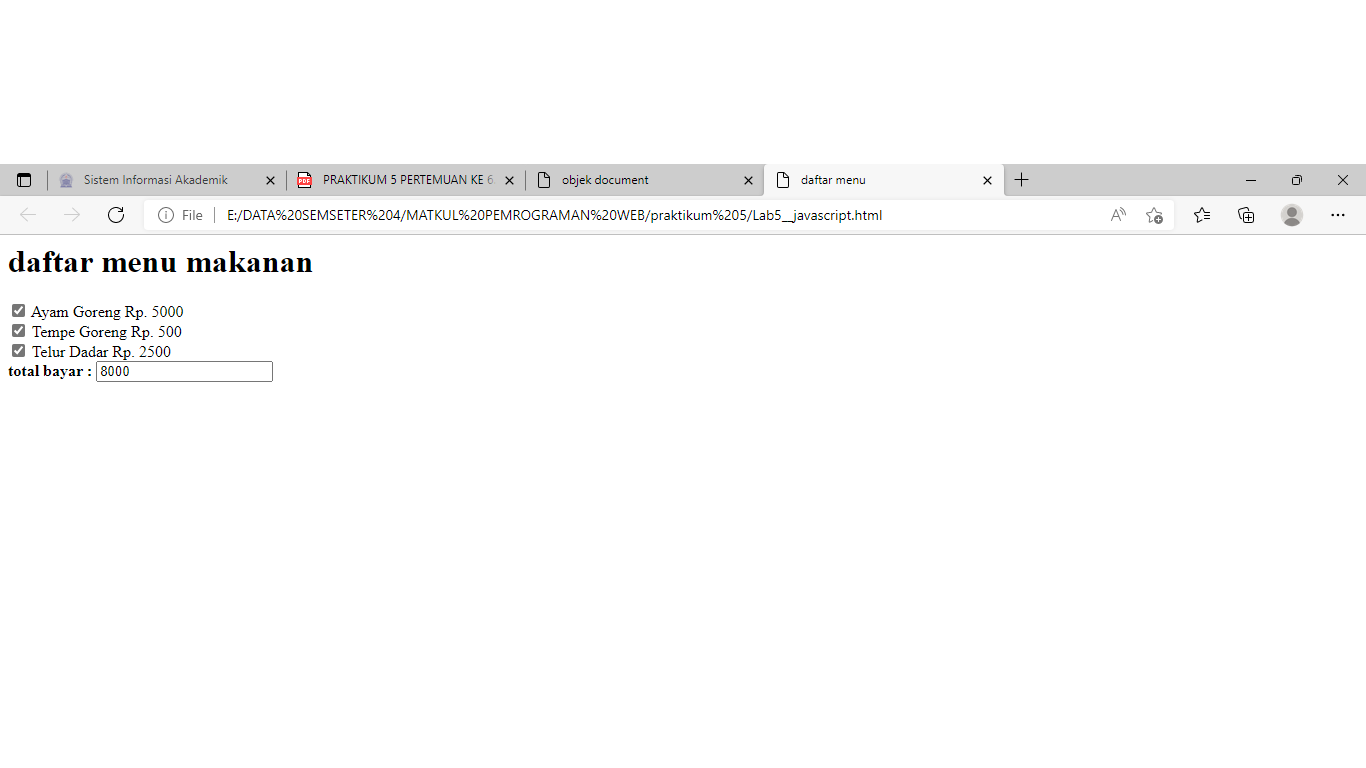 Sistem Informasi Akademik
PRAKTIKUM 5 PERTEMUAN KE 6
objek document
daftar menu
File
E:/DATA%20SEMSETER%204/MATKUL%20PEMROGRAMAN%20WEB/praktikum%205/Lab5__javascript.html
daftar menu makanan
Ayam Goreng Rp. 5000
Tempe Goreng Rp. 500
Telur Dadar Rp. 2500
total bayar : 8000